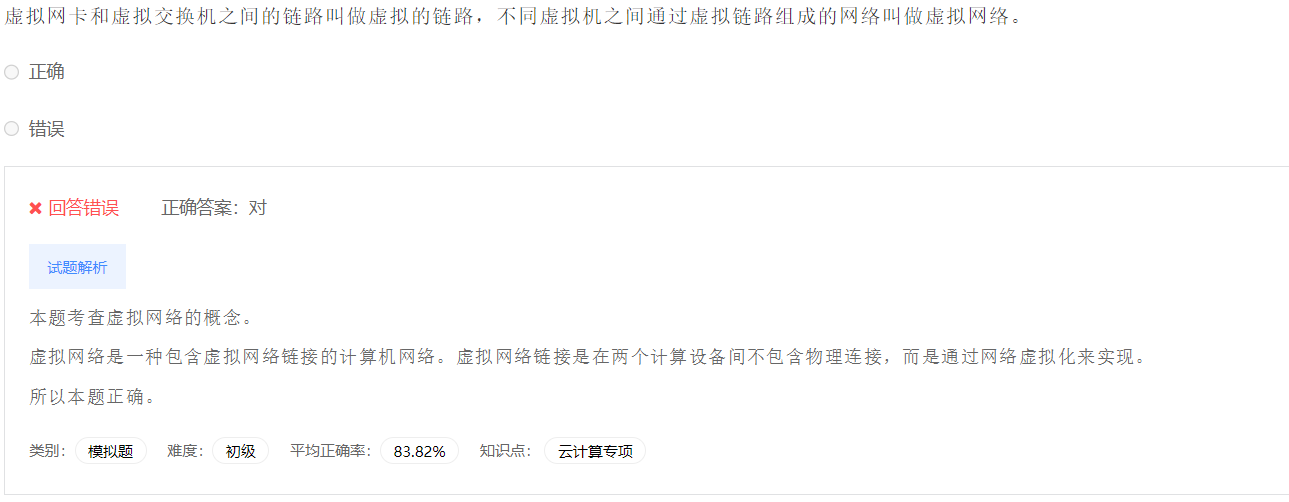 虚拟网卡和虚拟交换机之间的链路叫做虚拟的链路，不同虚拟机之间通过虚拟链路组成的网络叫做虚拟网络。
正确
错误
回答错误 正确答案：对
试题解析
本题考查虚拟网络的概念。
虚拟网络是一种包含虚拟网络链接的计算机网络。虚拟网络链接是在两个计算设备间不包含物理连接，而是通过网络虚拟化来实现。
所以本题正确。
类别： 模拟题 难度： 初级 平均正确率： 83.82% 知识点： 云计算专项